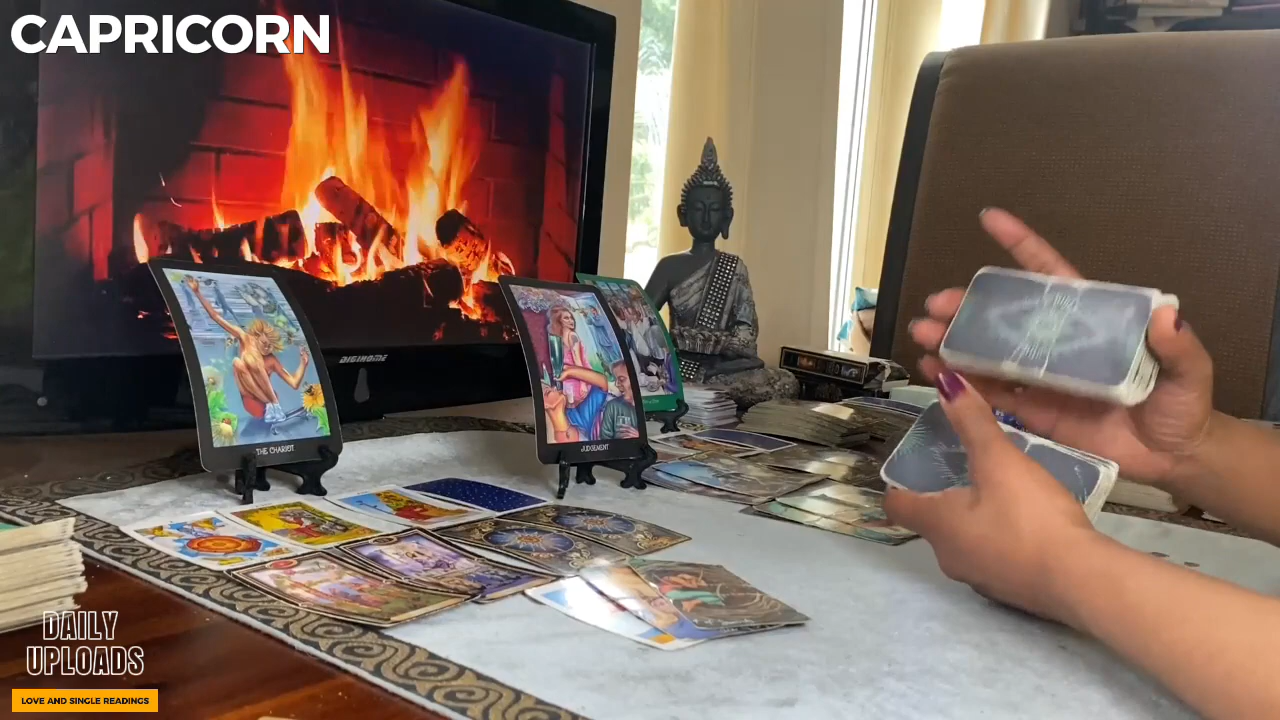 CAPRICORN
DIGIHOME
THE CHARIOT
JUDGEMENT
DAILY
UPLOADS
LOVE AND SINGLE READINGS